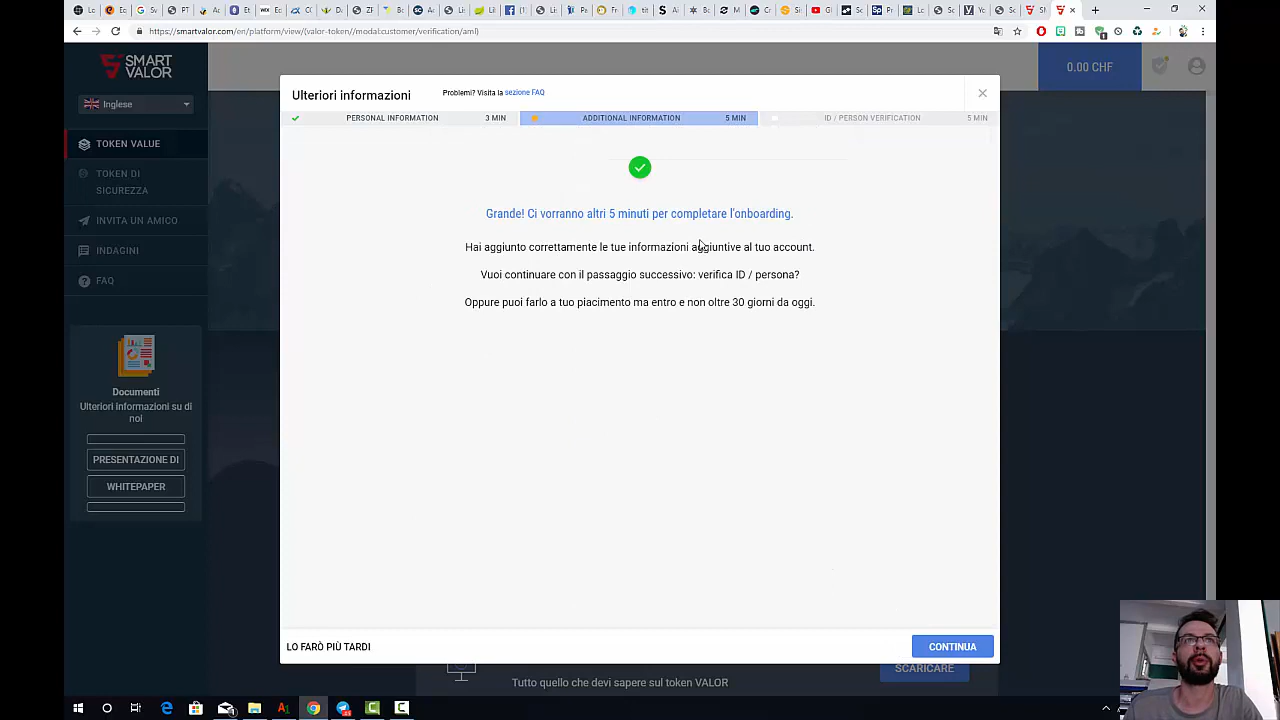 https://smartvalor.com/en/platform/view/(valor-token//modal:customer/verification/aml)
SMART
VALOR
Inglese
TOKEN VALUE
TOKEN DI
SICUREZZA
INVITA UN AMICO
INDAGINI
FAQ
Documenti
Ulteriori informazioni su di
noi
PRESENTAZIONE DI
WHITEPAPER
0.00 CHF
Ulteriori informazioni
Problemi? Visita la sezione FAQ
PERSONAL INFORMATION 3 MIN
ADDITIONAL INFORMATION 5 MIN
ID / PERSON VERIFICATION 5 MIN
Grande! Ci vorranno altri 5 minuti per completare l'onboarding.
Hai aggiunto correttamente le tue informazioni aggiuntive al tuo account.
Vuoi continuare con il passaggio successivo: verifica ID / persona?
Oppure puoi farlo a tuo piacimento ma entro e non oltre 30 giorni da oggi.
LO FARÒ PIÙ TARDI
CONTINUA
SCARICARE
Tutto quello che devi sapere sul token VALOR